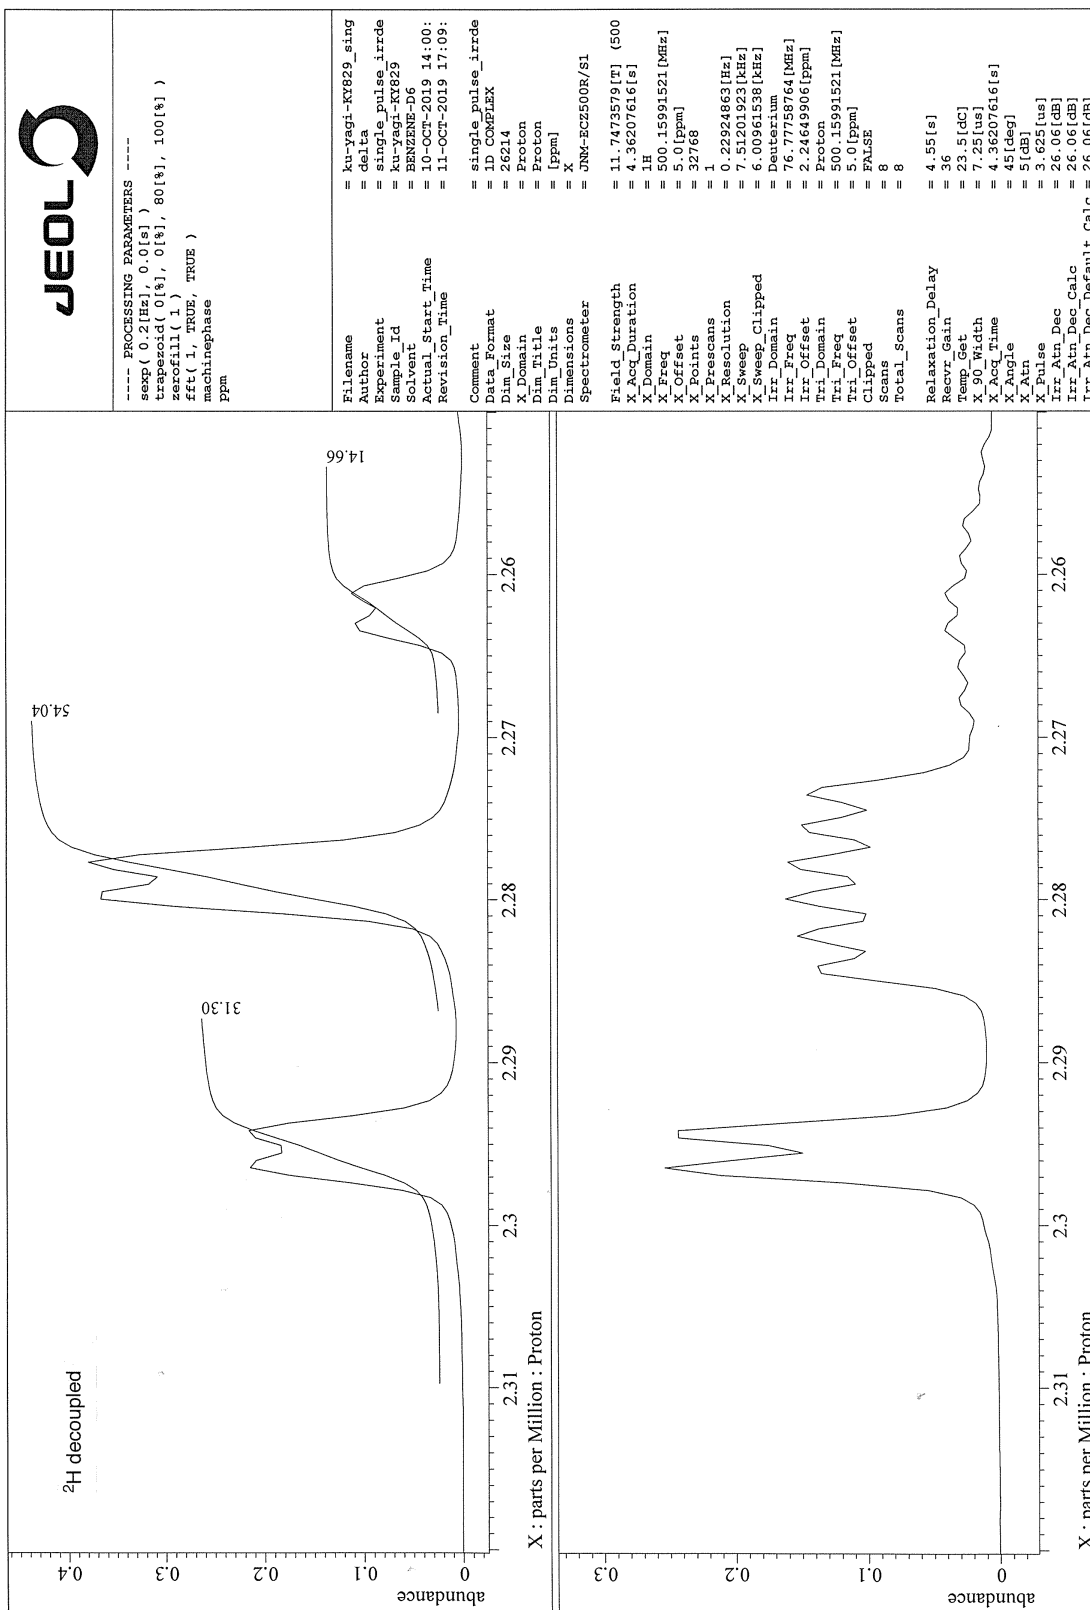 JEOL
---- PROCESSING PARAMETERS ----
sexp( 0.2[Hz], 0.0[s] )
trapezoid( 0[%], 0[%], 80[%], 100[%] )
zerofill( 1 )
fft( 1, TRUE, TRUE )
machinephase
ppm
Filename = ku-yagi-KY829_sing
Author = delta
Experiment = single_pulse_irrde
Sample_Id = ku-yagi-KY829
Solvent = BENZENE-D6
Actual_Start_Time = 10-OCT-2019 14:00:
Revision_Time = 11-OCT-2019 17:09:
Comment = single_pulse_irrde
Data_Format = 1D COMPLEX
Dim_Size = 26214
X_Domain = Proton
Dim_Title = Proton
Dim_Units = [ppm]
Dimensions = X
Spectrometer = JNM-ECZ500R/S1
Field_Strength = 11.7473579[T] (500
X_Acq_Duration = 4.36207616[s]
X_Domain = 1H
X_Freq = 500.15991521[MHz]
X_Offset = 5.0[ppm]
X_Points = 32768
X_Prescans = 1
X_Resolution = 0.22924863[Hz]
X_Sweep = 7.51201923[kHz]
X_Sweep_Clipped = 6.00961538[kHz]
Irr_Domain = Deuterium
Irr_Freq = 76.77758764[MHz]
Irr_Offset = 2.24649906[ppm]
Tri_Domain = Proton
Tri_Freq = 500.15991521[MHz]
Tri_Offset = 5.0[ppm]
Clipped = FALSE
Scans = 8
Total_Scans = 8
Relaxation_Delay = 4.55[s]
Recvr_Gain = 36
Temp_Get = 23.5[dC]
X_90_Width = 7.25[us]
X_Acq_Time = 4.36207616[s]
X_Angle = 45[deg]
X_Atn = 5[dB]
X_Pulse = 3.625[us]
Irr_Atn_Dec = 26.06[dB]
Irr_Atn_Dec_Calc = 26.06[dB]
Irr_Atn_Dec_Default_Calc = 26.06[dB]
²H decoupled
31.30
54.04
14.66
abundance
0 0.1 0.2 0.3 0.4
2.31 2.3 2.29 2.28 2.27 2.26
X : parts per Million : Proton
abundance
0 0.1 0.2 0.3
2.31 2.3 2.29 2.28 2.27 2.26
X : parts per Million : Proton